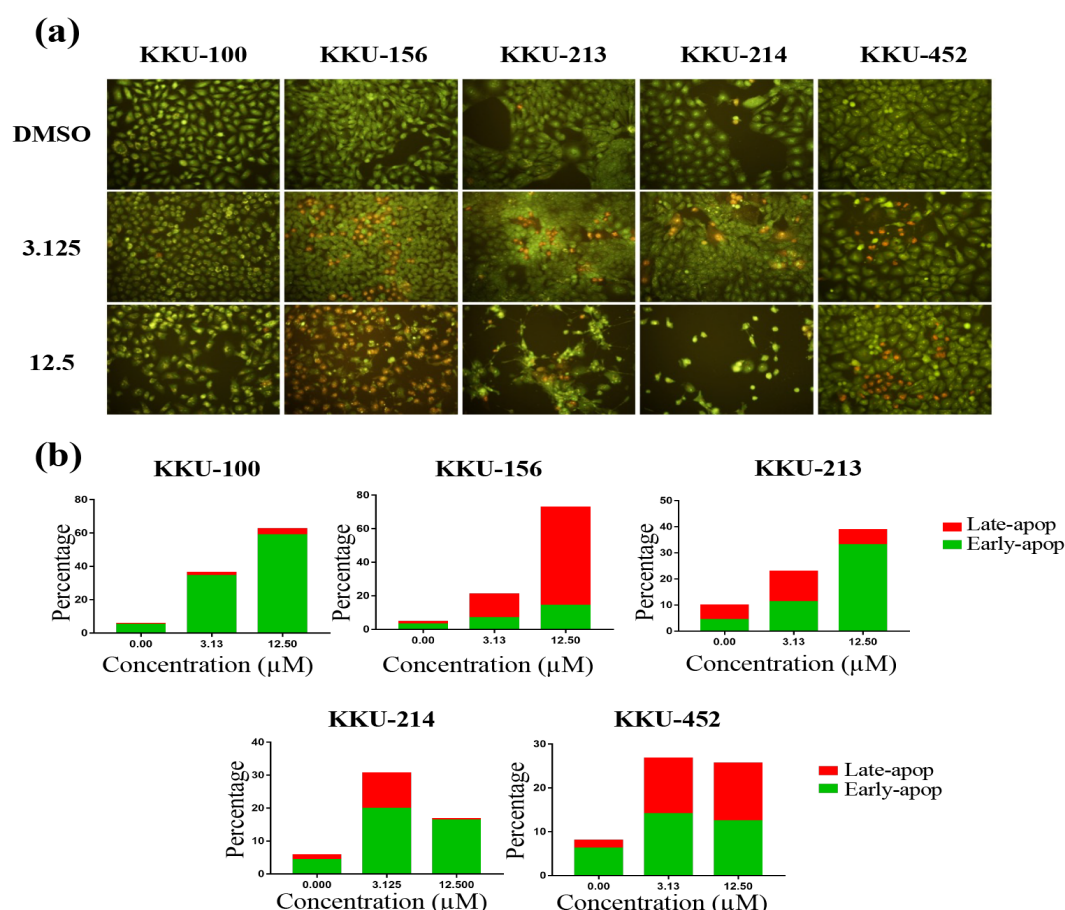 (a)
KKU-100 KKU-156 KKU-213 KKU-214 KKU-452
DMSO
3.125
12.5
(b)
KKU-100
Percentage
80
60
40
20
0
0.00 3.13 12.50
Concentration (µM)
KKU-156
Percentage
80
60
40
20
0
0.00 3.13 12.50
Concentration (µM)
KKU-213
Percentage
50
40
30
20
10
0
0.00 3.13 12.50
Concentration (µM)
Late-apop
Early-apop
KKU-214
Percentage
40
30
20
10
0
0.000 3.125 12.500
Concentration (µM)
KKU-452
Percentage
30
20
10
0
0.00 3.13 12.50
Concentration (µM)
Late-apop
Early-apop